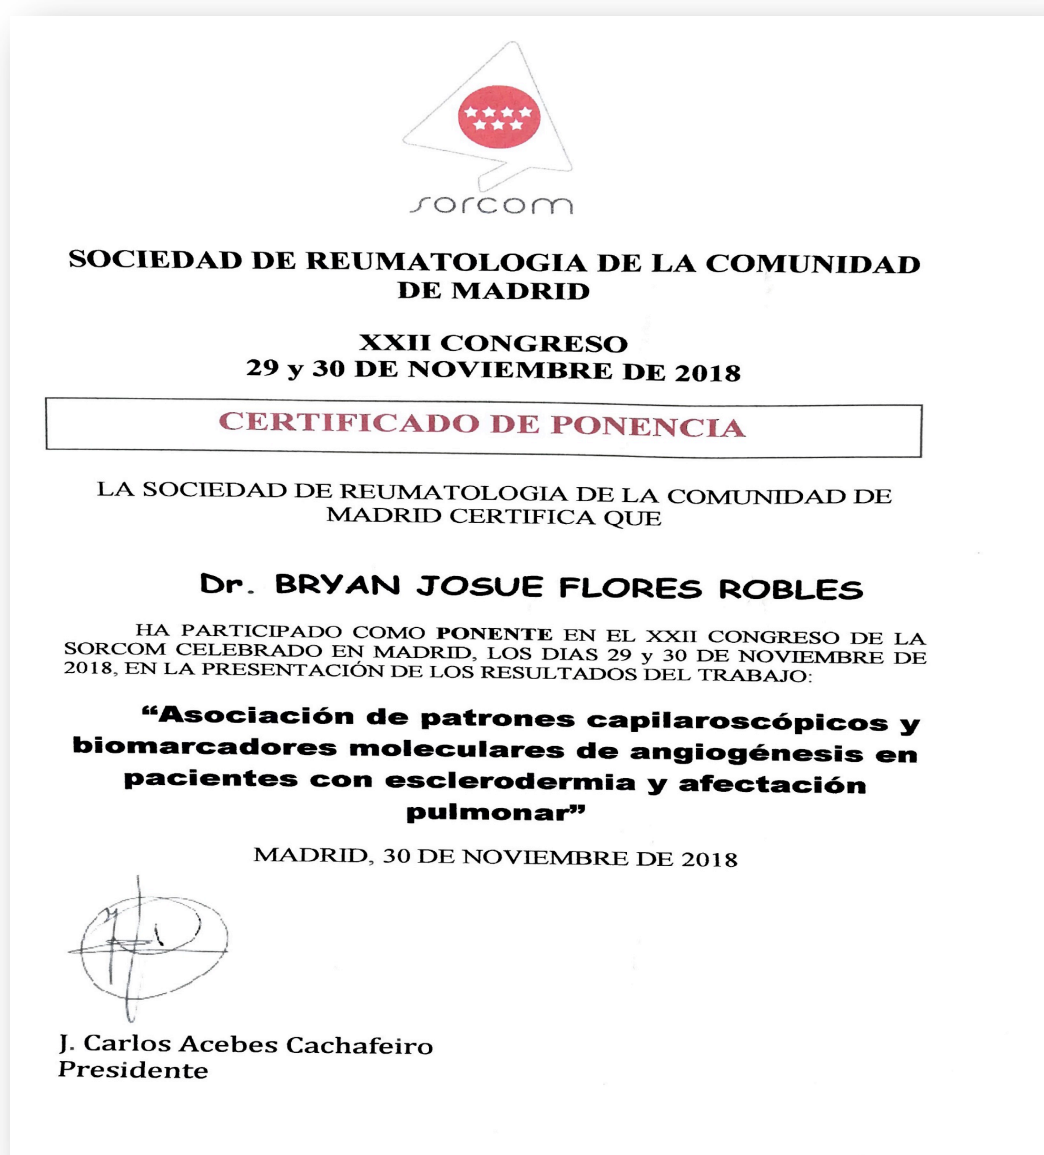 sorcom
SOCIEDAD DE REUMATOLOGIA DE LA COMUNIDAD
DE MADRID
XXII CONGRESO
29 y 30 DE NOVIEMBRE DE 2018
CERTIFICADO DE PONENCIA
LA SOCIEDAD DE REUMATOLOGIA DE LA COMUNIDAD DE
MADRID CERTIFICA QUE
Dr. BRYAN JOSUE FLORES ROBLES
HA PARTICIPADO COMO PONENTE EN EL XXII CONGRESO DE LA
SORCOM CELEBRADO EN MADRID, LOS DIAS 29 y 30 DE NOVIEMBRE DE
2018, EN LA PRESENTACIÓN DE LOS RESULTADOS DEL TRABAJO:
“Asociación de patrones capilaroscópicos y
biomarcadores moleculares de angiogénesis en
pacientes con esclerodermia y afectación
pulmonar”
MADRID, 30 DE NOVIEMBRE DE 2018
J. Carlos Acebes Cachafeiro
Presidente